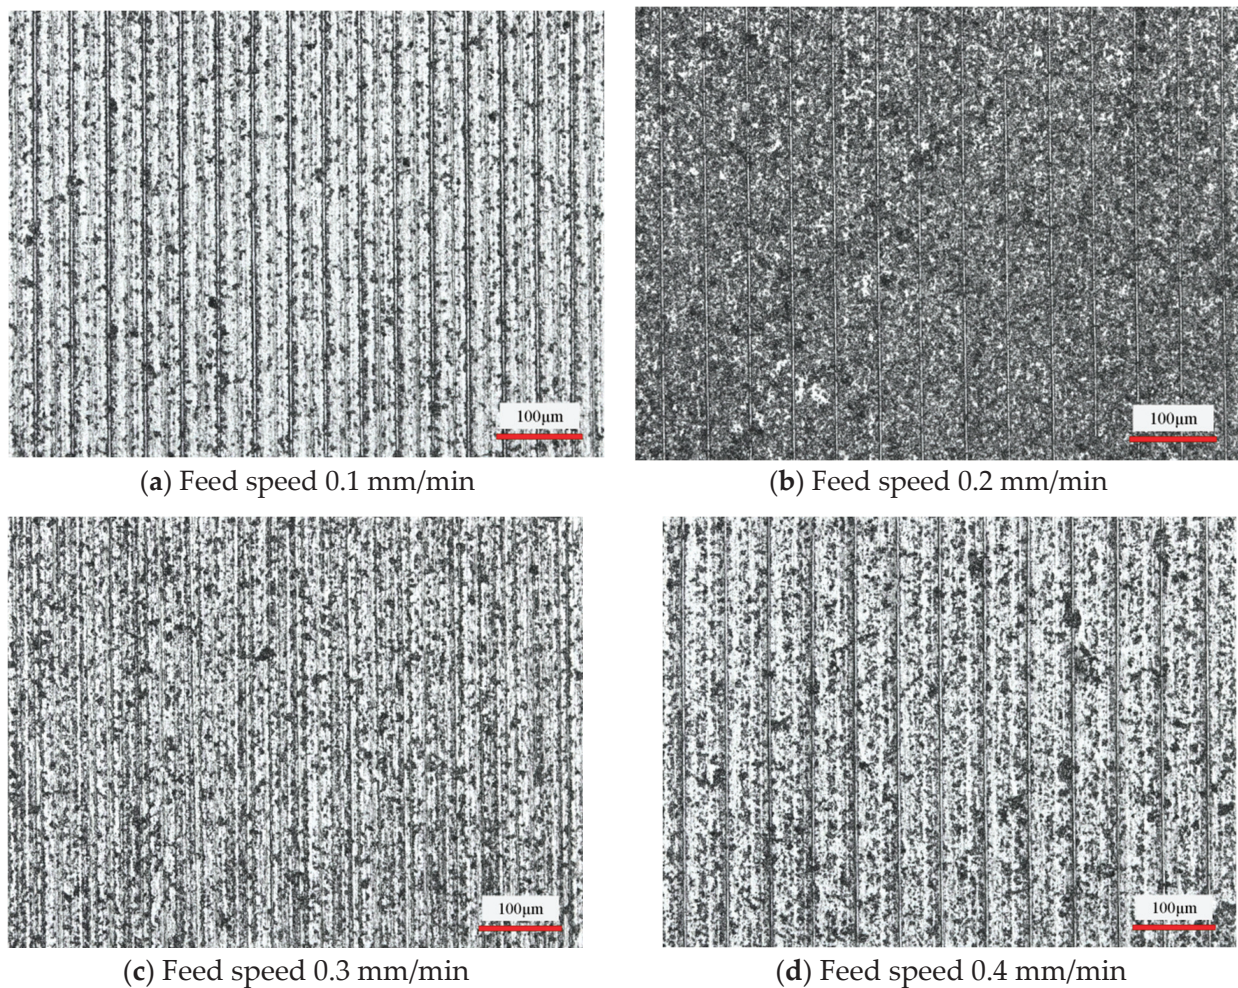 100μm
100μm
(a) Feed speed 0.1 mm/min
(b) Feed speed 0.2 mm/min
100μm
100μm
(c) Feed speed 0.3 mm/min
(d) Feed speed 0.4 mm/min